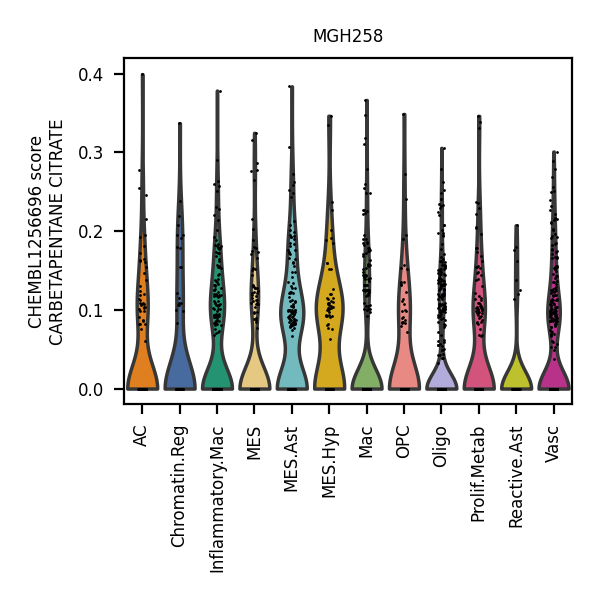 MGH258
CHEMBL1256696 score
CARBETAPENTANE CITRATE
0.4
0.3
0.2
0.1
0.0
AC
Chromatin.Reg
Inflammatory.Mac
MES
MES.Ast
MES.Hyp
Mac
OPC
Oligo
Prolif.Metab
Reactive.Ast
Vasc